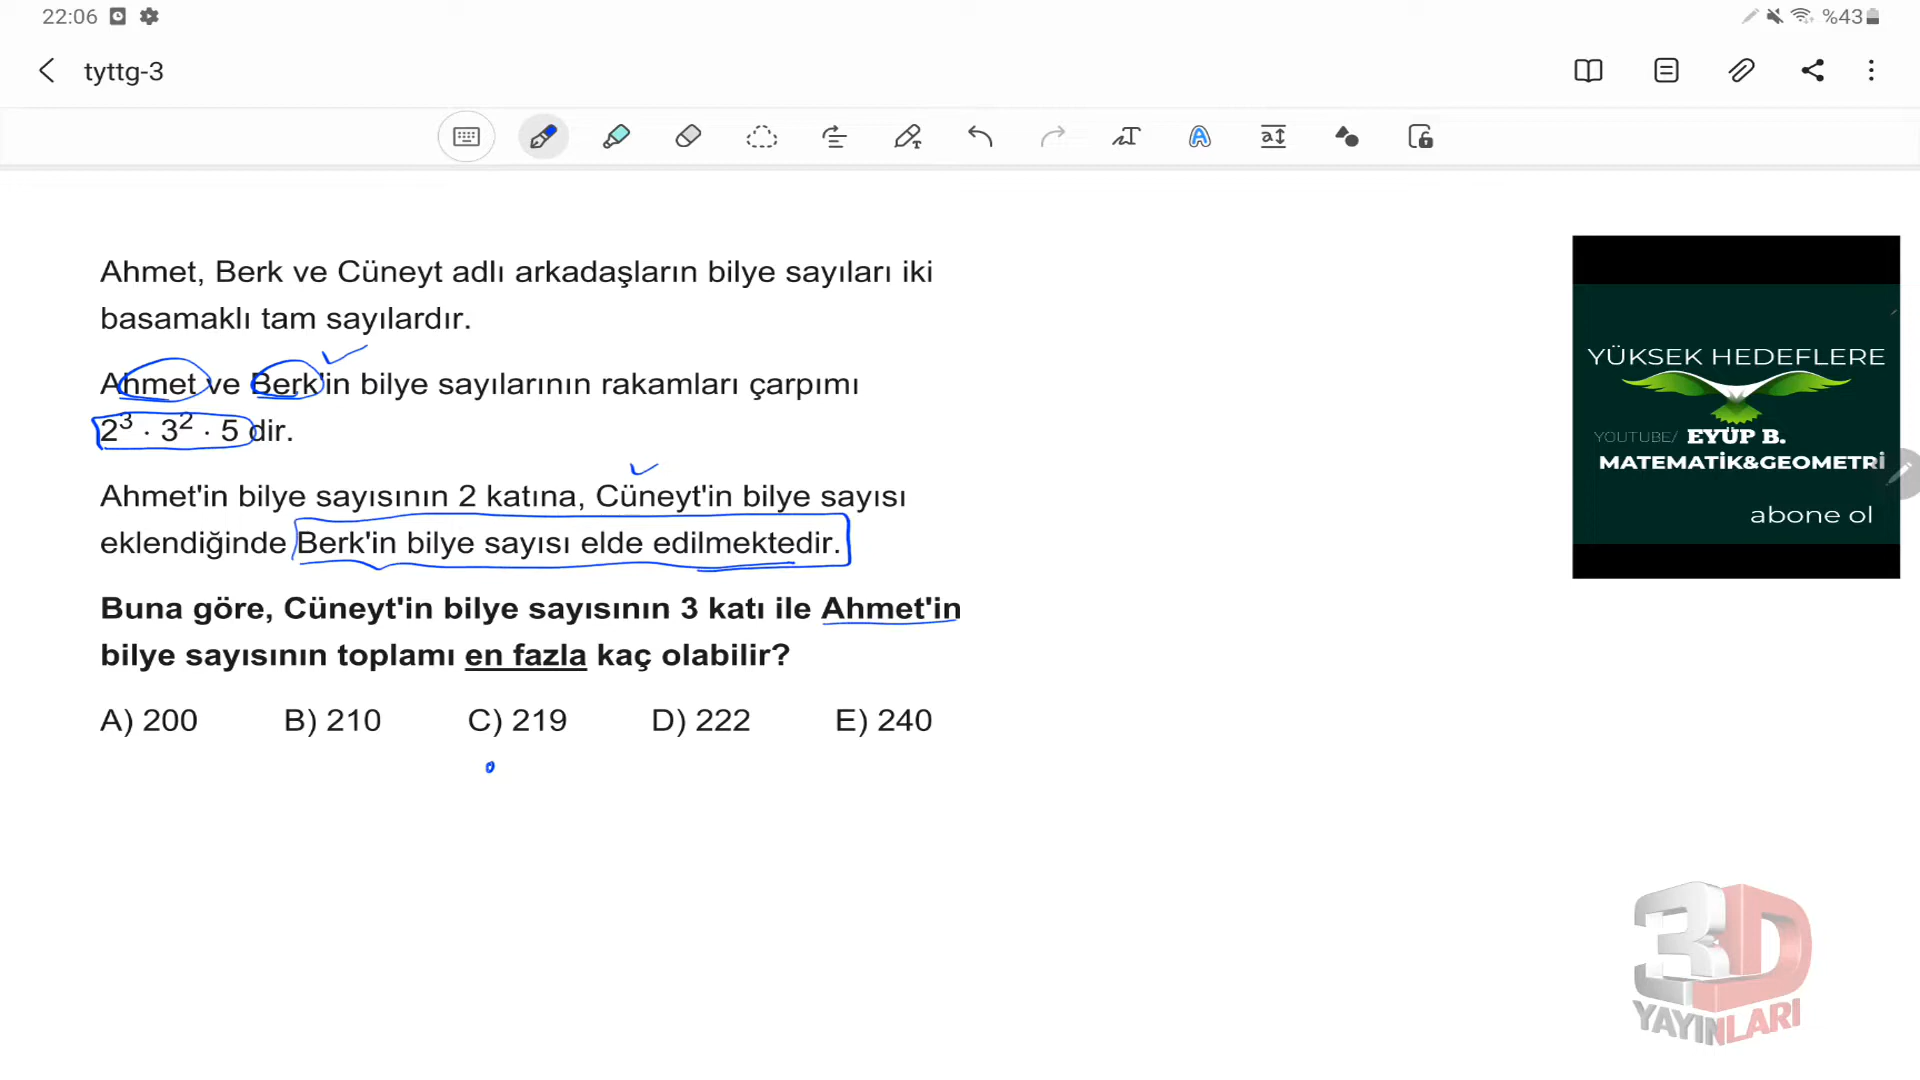 22:06
%43
tyttg-3
Ahmet, Berk ve Cüneyt adlı arkadaşların bilye sayıları iki
basamaklı tam sayılardır.
Ahmet ve Berk'in bilye sayılarının rakamları çarpımı
2³ · 3² · 5 dir.
Ahmet'in bilye sayısının 2 katına, Cüneyt'in bilye sayısı
eklendiğinde Berk'in bilye sayısı elde edilmektedir.
Buna göre, Cüneyt'in bilye sayısının 3 katı ile Ahmet'in
bilye sayısının toplamı en fazla kaç olabilir?
A) 200 B) 210 C) 219 D) 222 E) 240
YÜKSEK HEDEFLERE
YOUTUBE/ EYÜP B.
MATEMATİK&GEOMETRİ
abone ol
3D
YAYINLARI